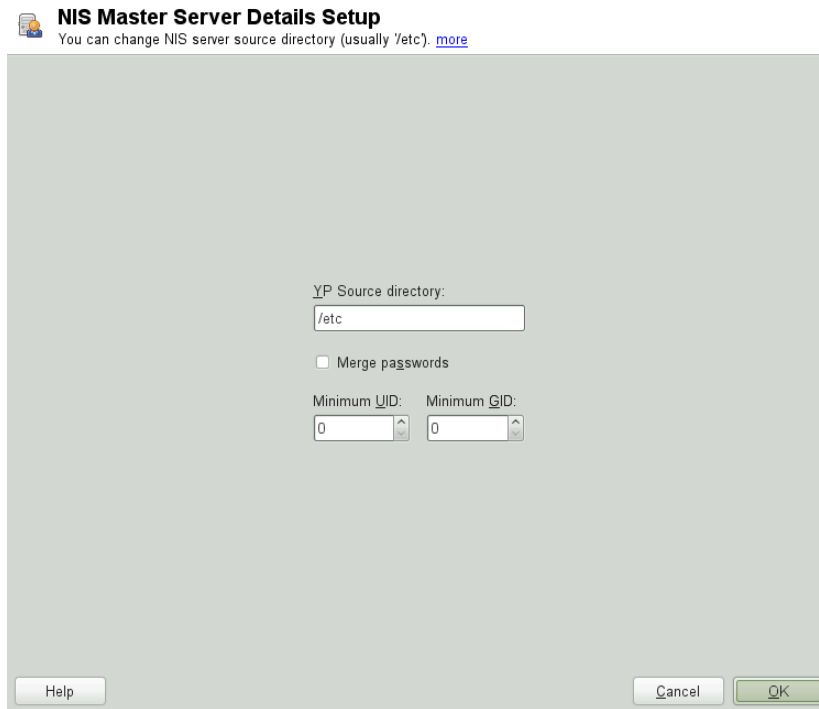 NIS Master Server Details Setup
You can change NIS server source directory (usually '/etc'). more
YP Source directory:
/etc
Merge passwords
Minimum UID: Minimum GID:
0 0
Help Cancel OK